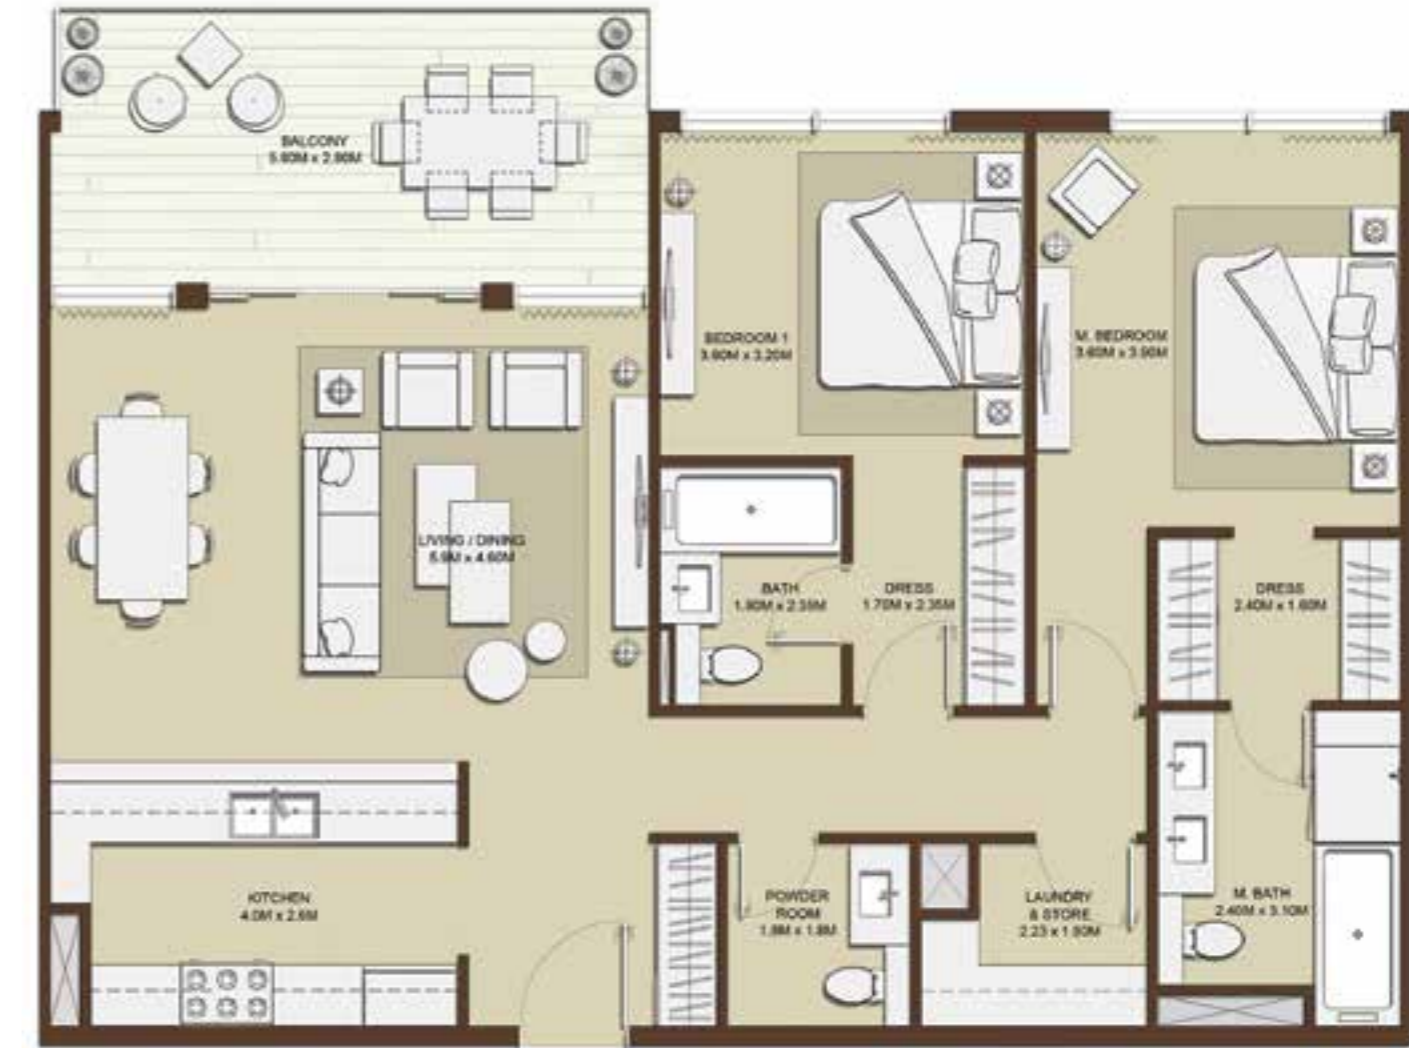 BALCONY
5.80M x 2.80M
BEDROOM 1
3.60M x 3.20M
M. BEDROOM
3.60M x 3.90M
LIVING / DINING
5.9M x 4.60M
BATH
1.80M x 2.35M
DRESS
1.70M x 2.35M
DRESS
2.40M x 1.60M
KITCHEN
4.0M x 2.6M
POWDER
ROOM
1.8M x 1.8M
LAUNDRY
& STORE
2.23 x 1.80M
M. BATH
2.40M x 3.10M